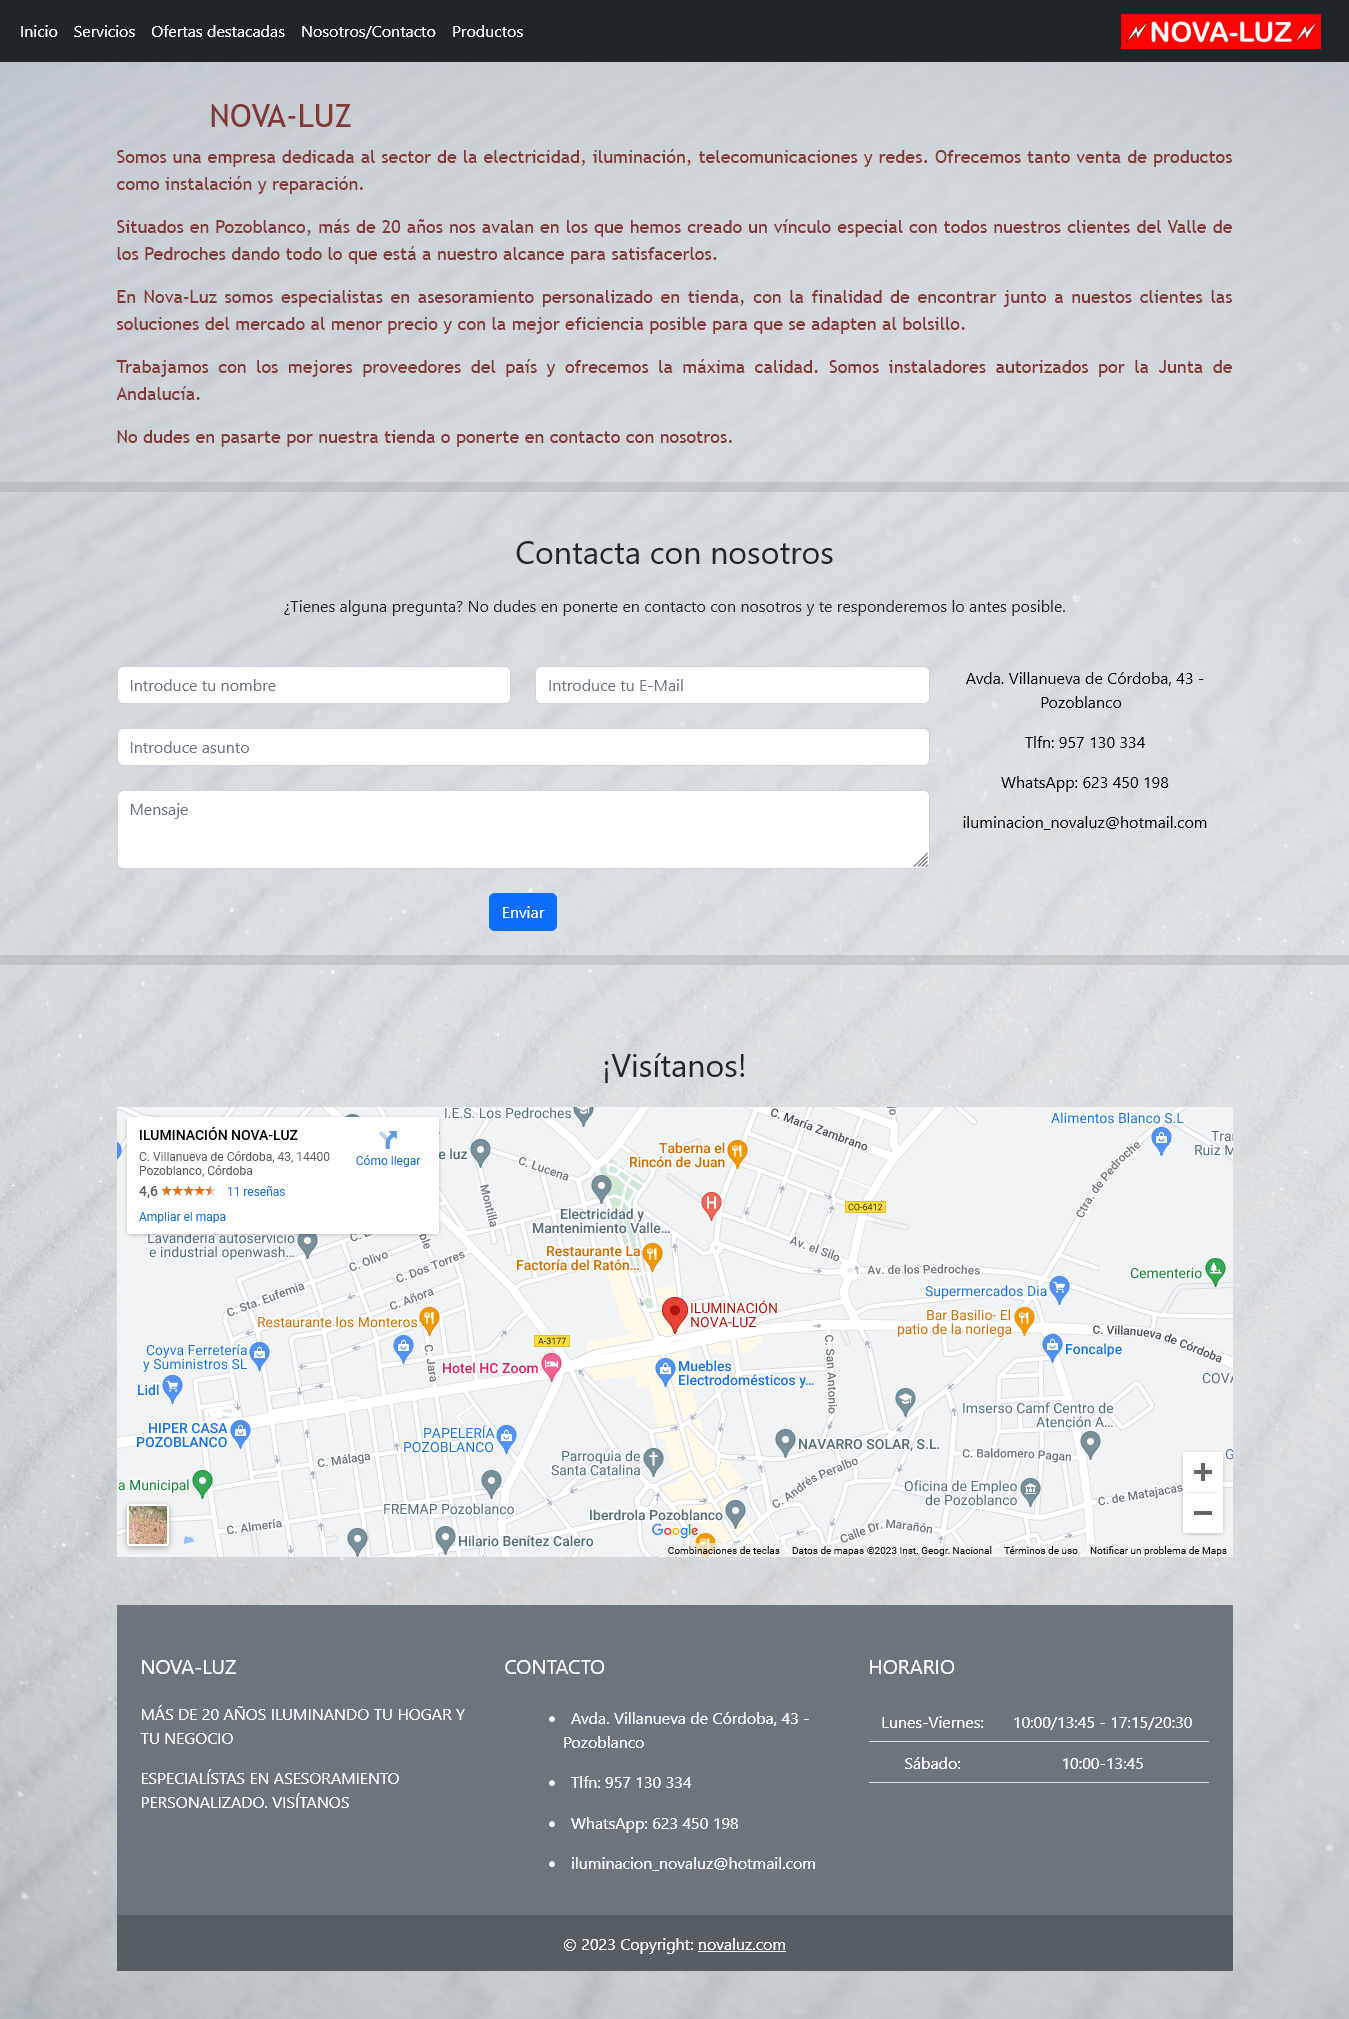 Inicio Servicios Ofertas destacadas Nosotros/Contacto Productos
NOVA-LUZ
NOVA-LUZ
Somos una empresa dedicada al sector de la electricidad, iluminación, telecomunicaciones y redes. Ofrecemos tanto venta de productos
como instalación y reparación.
Situados en Pozoblanco, más de 20 años nos avalan en los que hemos creado un vínculo especial con todos nuestros clientes del Valle de
los Pedroches dando todo lo que está a nuestro alcance para satisfacerlos.
En Nova-Luz somos especialistas en asesoramiento personalizado en tienda, con la finalidad de encontrar junto a nuestos clientes las
soluciones del mercado al menor precio y con la mejor eficiencia posible para que se adapten al bolsillo.
Trabajamos con los mejores proveedores del país y ofrecemos la máxima calidad. Somos instaladores autorizados por la Junta de
Andalucía.
No dudes en pasarte por nuestra tienda o ponerte en contacto con nosotros.
Contacta con nosotros
¿Tienes alguna pregunta? No dudes en ponerte en contacto con nosotros y te responderemos lo antes posible.
Introduce tu nombre
Introduce tu E-Mail
Introduce asunto
Mensaje
Enviar
Avda. Villanueva de Córdoba, 43 -
Pozoblanco
Tlfn: 957 130 334
WhatsApp: 623 450 198
iluminacion_novaluz@hotmail.com
¡Visítanos!
ILUMINACIÓN NOVA-LUZ
C. Villanueva de Córdoba, 43, 14400
Pozoblanco, Córdoba
4,6 11 reseñas
Ampliar el mapa
Cómo llegar
I.E.S. Los Pedroches
e luz
C. Lucena
Montilla
Taberna el
Rincón de Juan
C. María Zambrano
Alimentos Blanco S.L
Ctra. de Pedroche
Ruiz M
CO-6412
H
Electricidad y
Mantenimiento Valle...
Lavandería autoservicio
e industrial openwash...
Restaurante La
Factoría del Ratón...
Av. el Silo
Av. de los Pedroches
Cementerio
C. Olivo
C. Dos Torres
C. Añora
C. Sta. Eufemia
Supermercados Dia
Restaurante los Monteros
ILUMINACIÓN
NOVA-LUZ
Bar Basilio- El
patio de la noriega
A-3177
C. Villanueva de Córdoba
Foncalpe
Coyva Ferretería
y Suministros SL
C. Jara
Hotel HC Zoom
Muebles
Electrodomésticos y...
C. San Antonio
COVA
Lidl
HIPER CASA
POZOBLANCO
PAPELERÍA
POZOBLANCO
Imserso Camf Centro de
Atención A...
NAVARRO SOLAR, S.L.
C. Málaga
Parroquia de
Santa Catalina
C. Andrés Peralbo
C. Baldomero Pagan
a Municipal
FREMAP Pozoblanco
Oficina de Empleo
de Pozoblanco
C. de Matajacas
Iberdrola Pozoblanco
C. Almería
Hilario Benítez Calero
Calle Dr. Marañón
Google
Combinaciones de teclas Datos de mapas ©2023 Inst. Geogr. Nacional Términos de uso Notificar un problema de Maps
NOVA-LUZ
MÁS DE 20 AÑOS ILUMINANDO TU HOGAR Y
TU NEGOCIO
ESPECIALÍSTAS EN ASESORAMIENTO
PERSONALIZADO. VISÍTANOS
CONTACTO
Avda. Villanueva de Córdoba, 43 -
Pozoblanco
Tlfn: 957 130 334
WhatsApp: 623 450 198
iluminacion_novaluz@hotmail.com
HORARIO
Lunes-Viernes: 10:00/13:45 - 17:15/20:30
Sábado: 10:00-13:45
© 2023 Copyright: novaluz.com